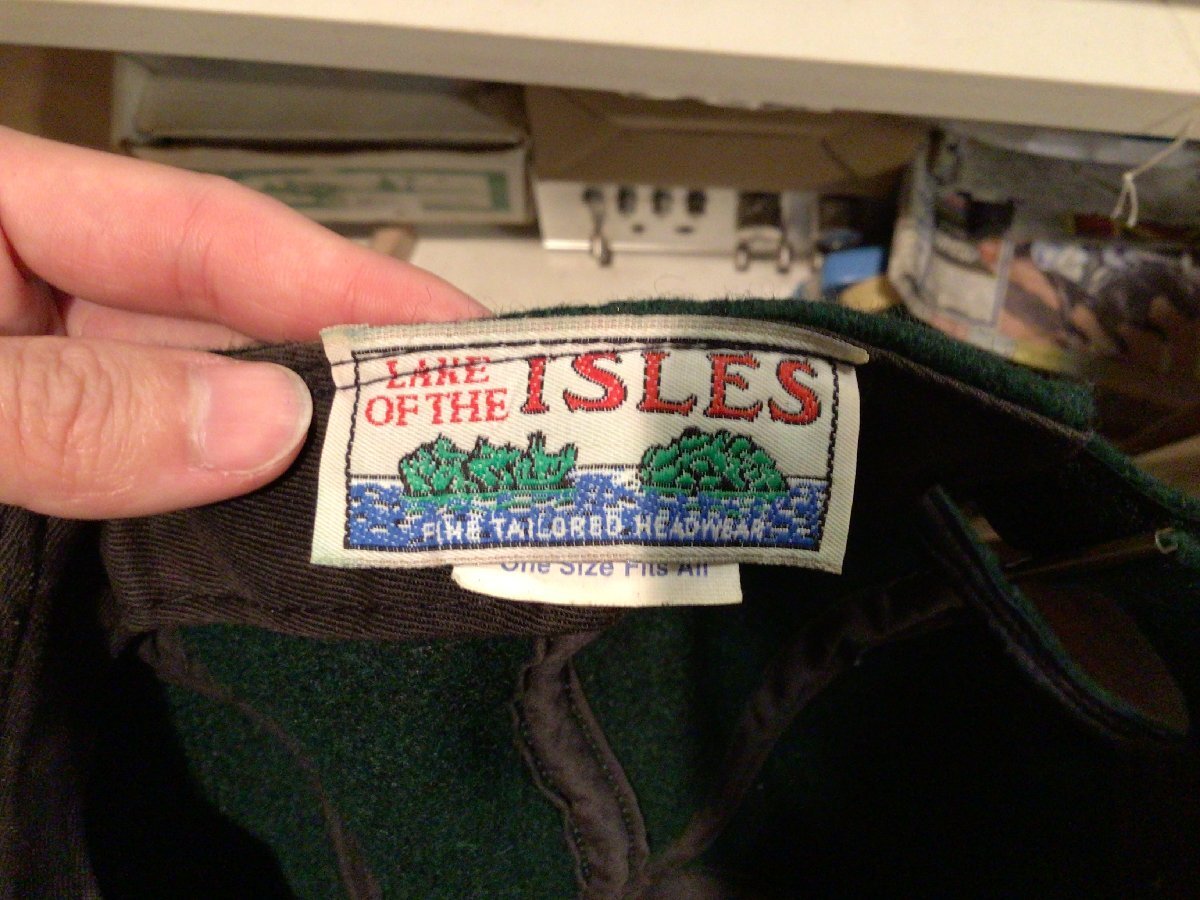 LAKE
OF THE ISLES
FINE TAILORED HEADWEAR
One Size Fits All